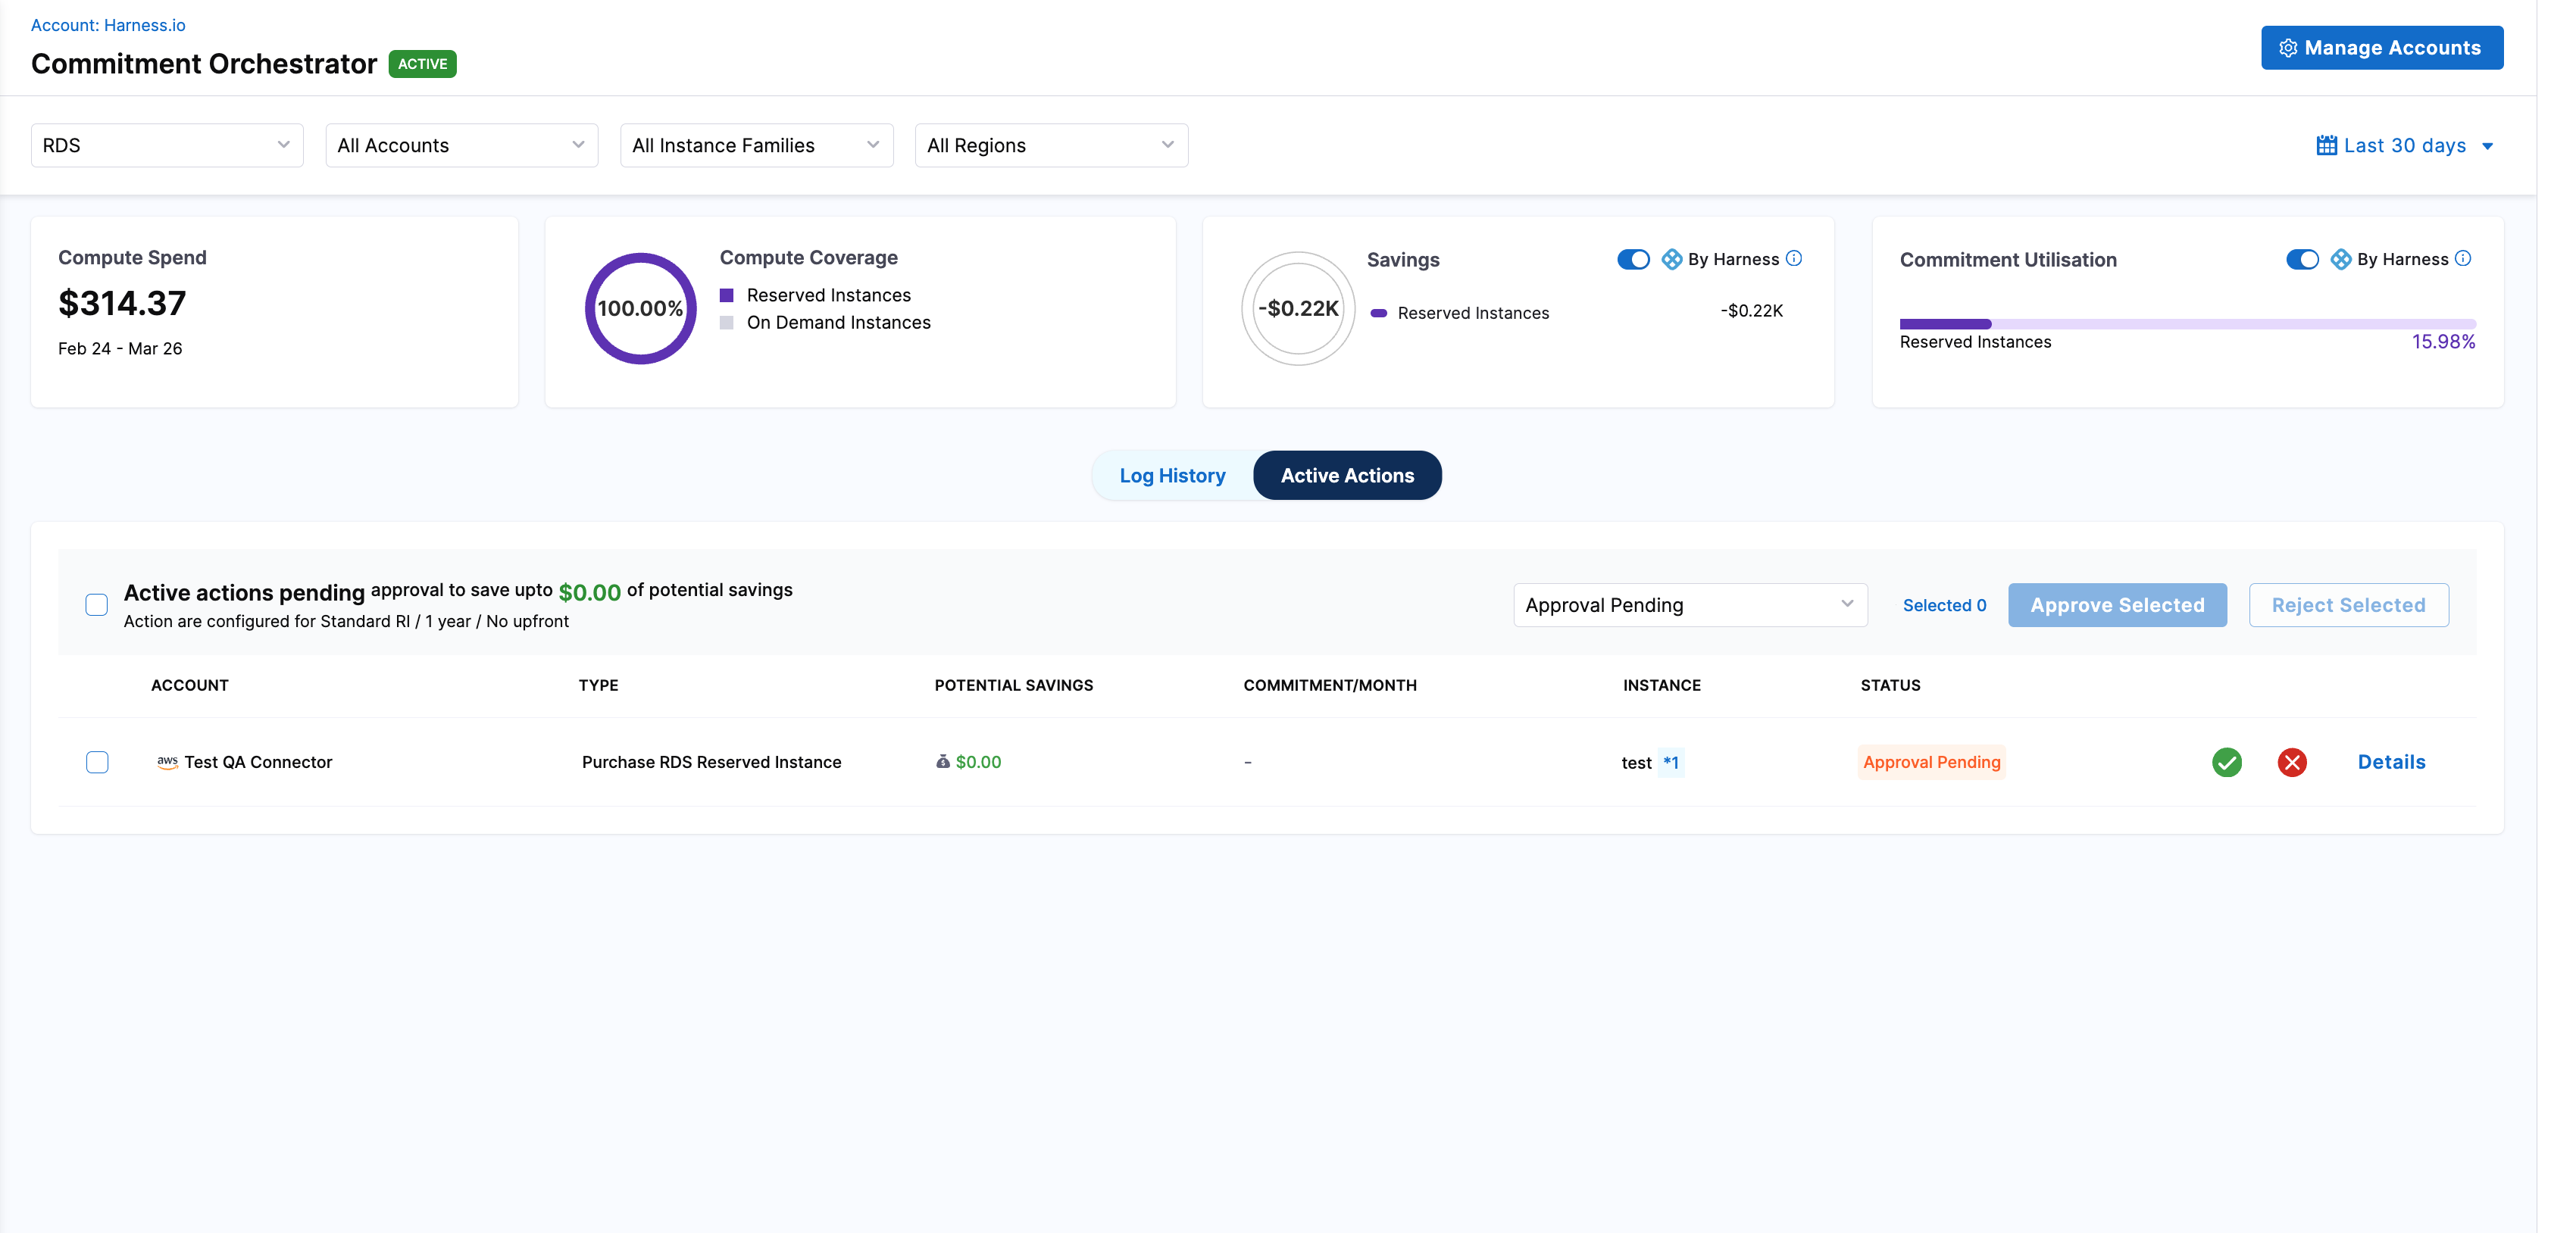 Account: Harness.io
Commitment Orchestrator ACTIVE
Manage Accounts
RDS
All Accounts
All Instance Families
All Regions
Last 30 days
Compute Spend
$314.37
Feb 24 - Mar 26
100.00%
Compute Coverage
Reserved Instances
On Demand Instances
-$0.22K
Savings
By Harness
Reserved Instances
-$0.22K
Commitment Utilisation
By Harness
Reserved Instances
15.98%
Log History
Active Actions
Active actions pending approval to save upto $0.00 of potential savings
Action are configured for Standard RI / 1 year / No upfront
Approval Pending
Selected 0
Approve Selected
Reject Selected
ACCOUNT TYPE POTENTIAL SAVINGS COMMITMENT/MONTH INSTANCE STATUS
aws Test QA Connector Purchase RDS Reserved Instance $0.00 - test *1 Approval Pending Details